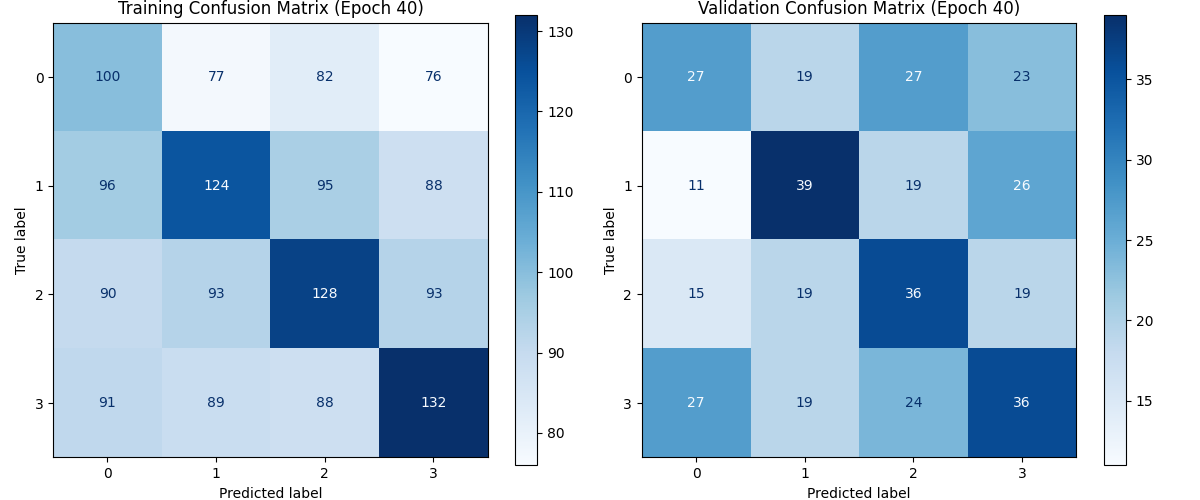 Training Confusion Matrix (Epoch 40)
True label
0 100 77 82 76
1 96 124 95 88
2 90 93 128 93
3 91 89 88 132
0 1 2 3
Predicted label
130
120
110
100
90
80
Validation Confusion Matrix (Epoch 40)
True label
0 27 19 27 23
1 11 39 19 26
2 15 19 36 19
3 27 19 24 36
0 1 2 3
Predicted label
35
30
25
20
15